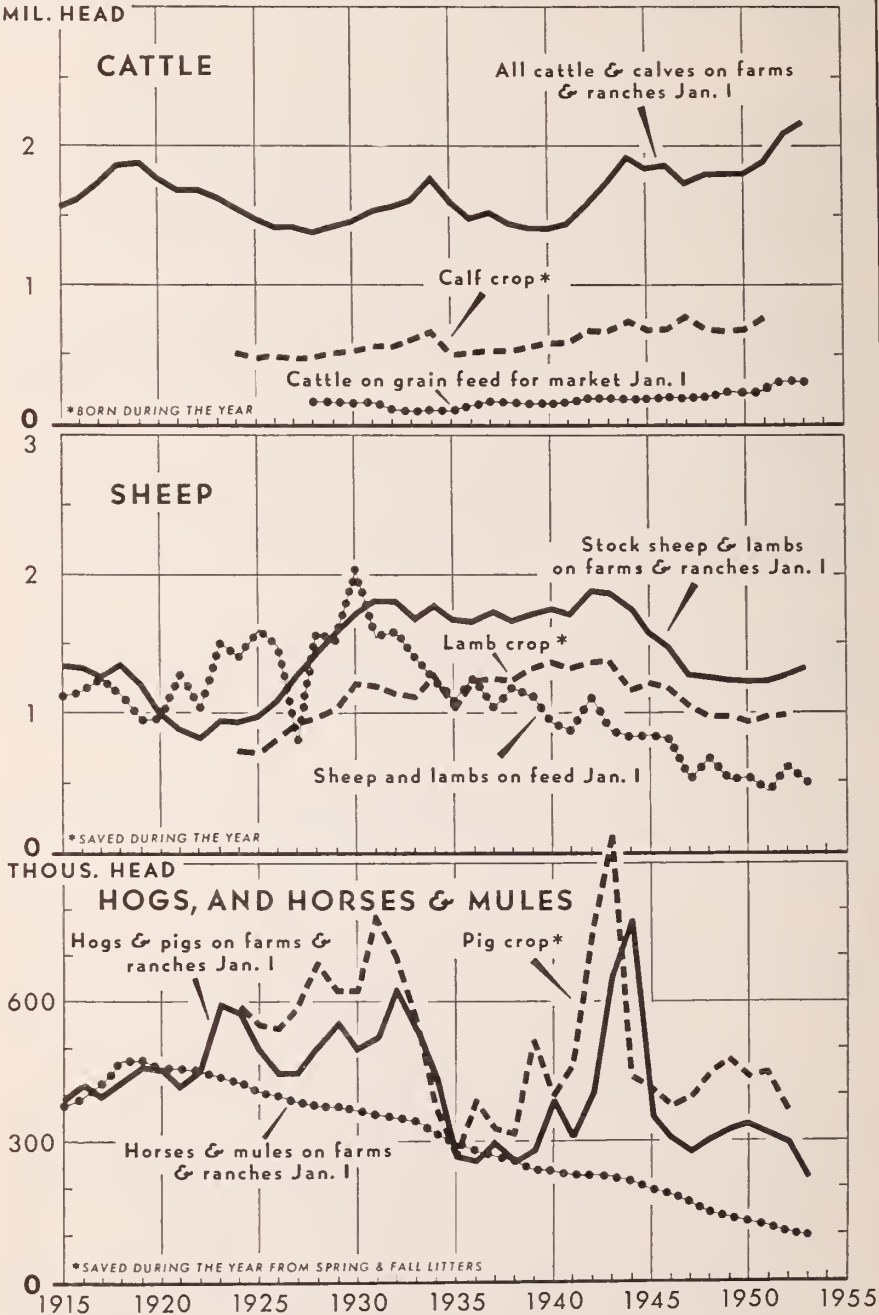 MIL. HEAD
CATTLE
All cattle & calves on farms
& ranches Jan. 1
2
1
Calf crop*
Cattle on grain feed for market Jan. 1
*BORN DURING THE YEAR
0
3
SHEEP
Stock sheep & lambs
on farms & ranches Jan. 1
2
Lamb crop*
1
Sheep and lambs on feed Jan. 1
*SAVED DURING THE YEAR
0
THOUS. HEAD
HOGS, AND HORSES & MULES
Hogs & pigs on farms &
ranches Jan. 1
Pig crop*
600
300
Horses & mules on farms
& ranches Jan. 1
*SAVED DURING THE YEAR FROM SPRING & FALL LITTERS
0
1915 1920 1925 1930 1935 1940 1945 1950 1955